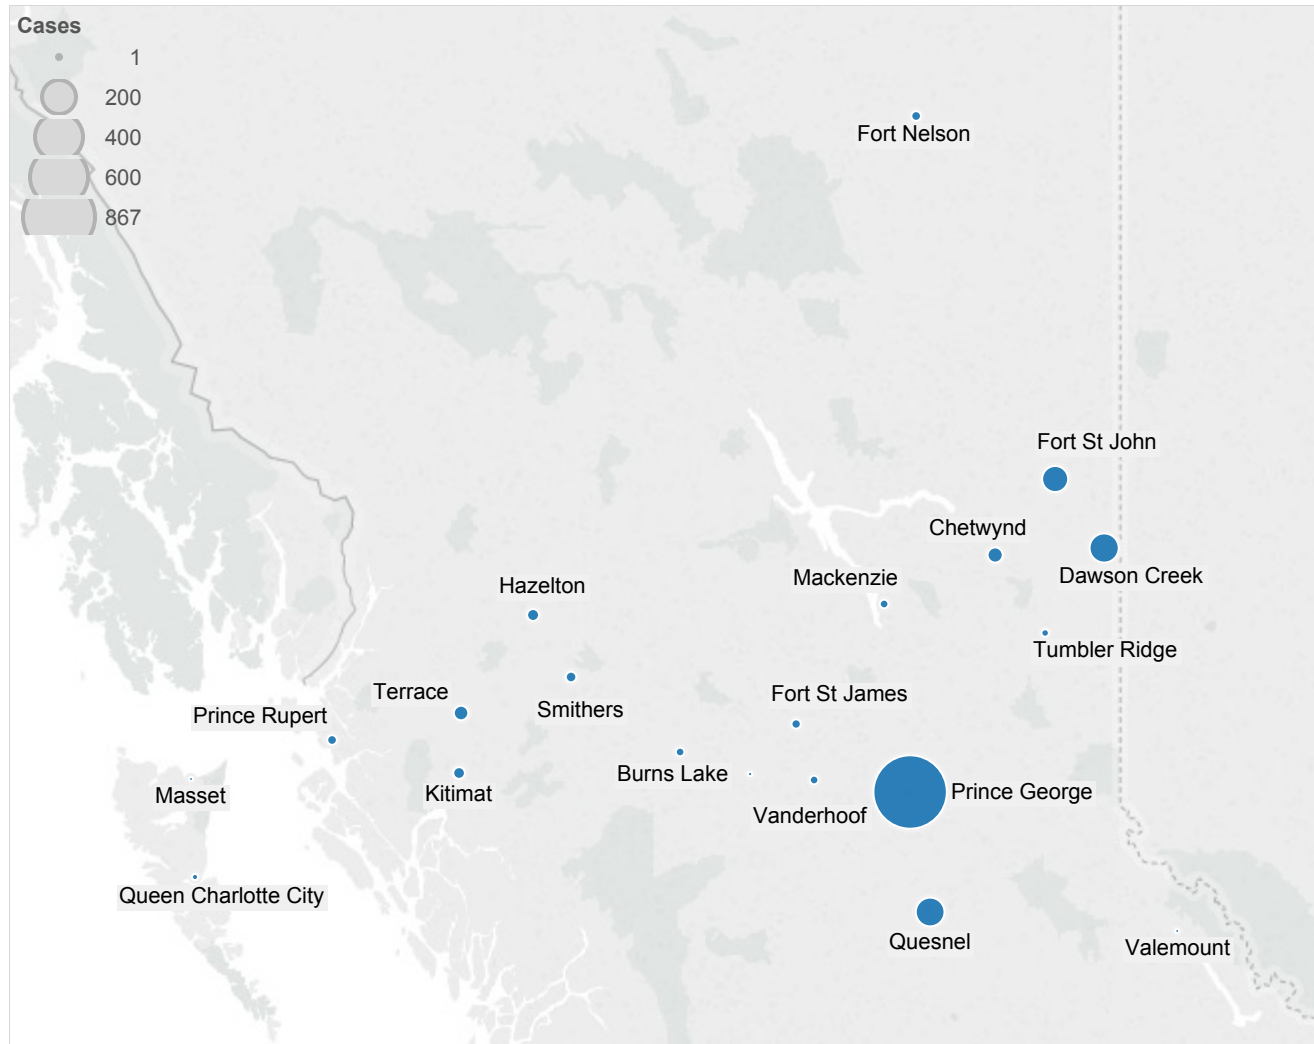 Cases
1
200
400
600
867
Fort Nelson
Fort St John
Chetwynd
Dawson Creek
Mackenzie
Hazelton
Tumbler Ridge
Terrace
Fort St James
Smithers
Prince Rupert
Burns Lake
Masset
Kitimat
Prince George
Vanderhoof
Queen Charlotte City
Quesnel
Valemount